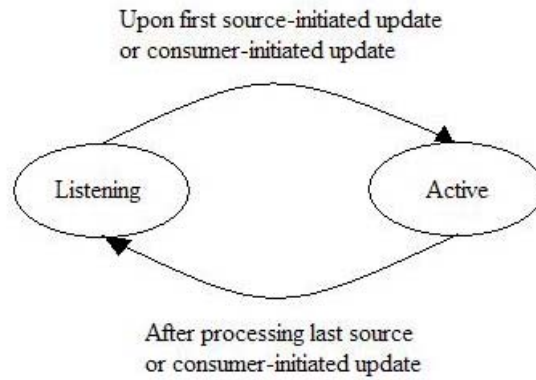 Upon first source-initiated update
or consumer-initiated update
Listening
Active
After processing last source
or consumer-initiated update